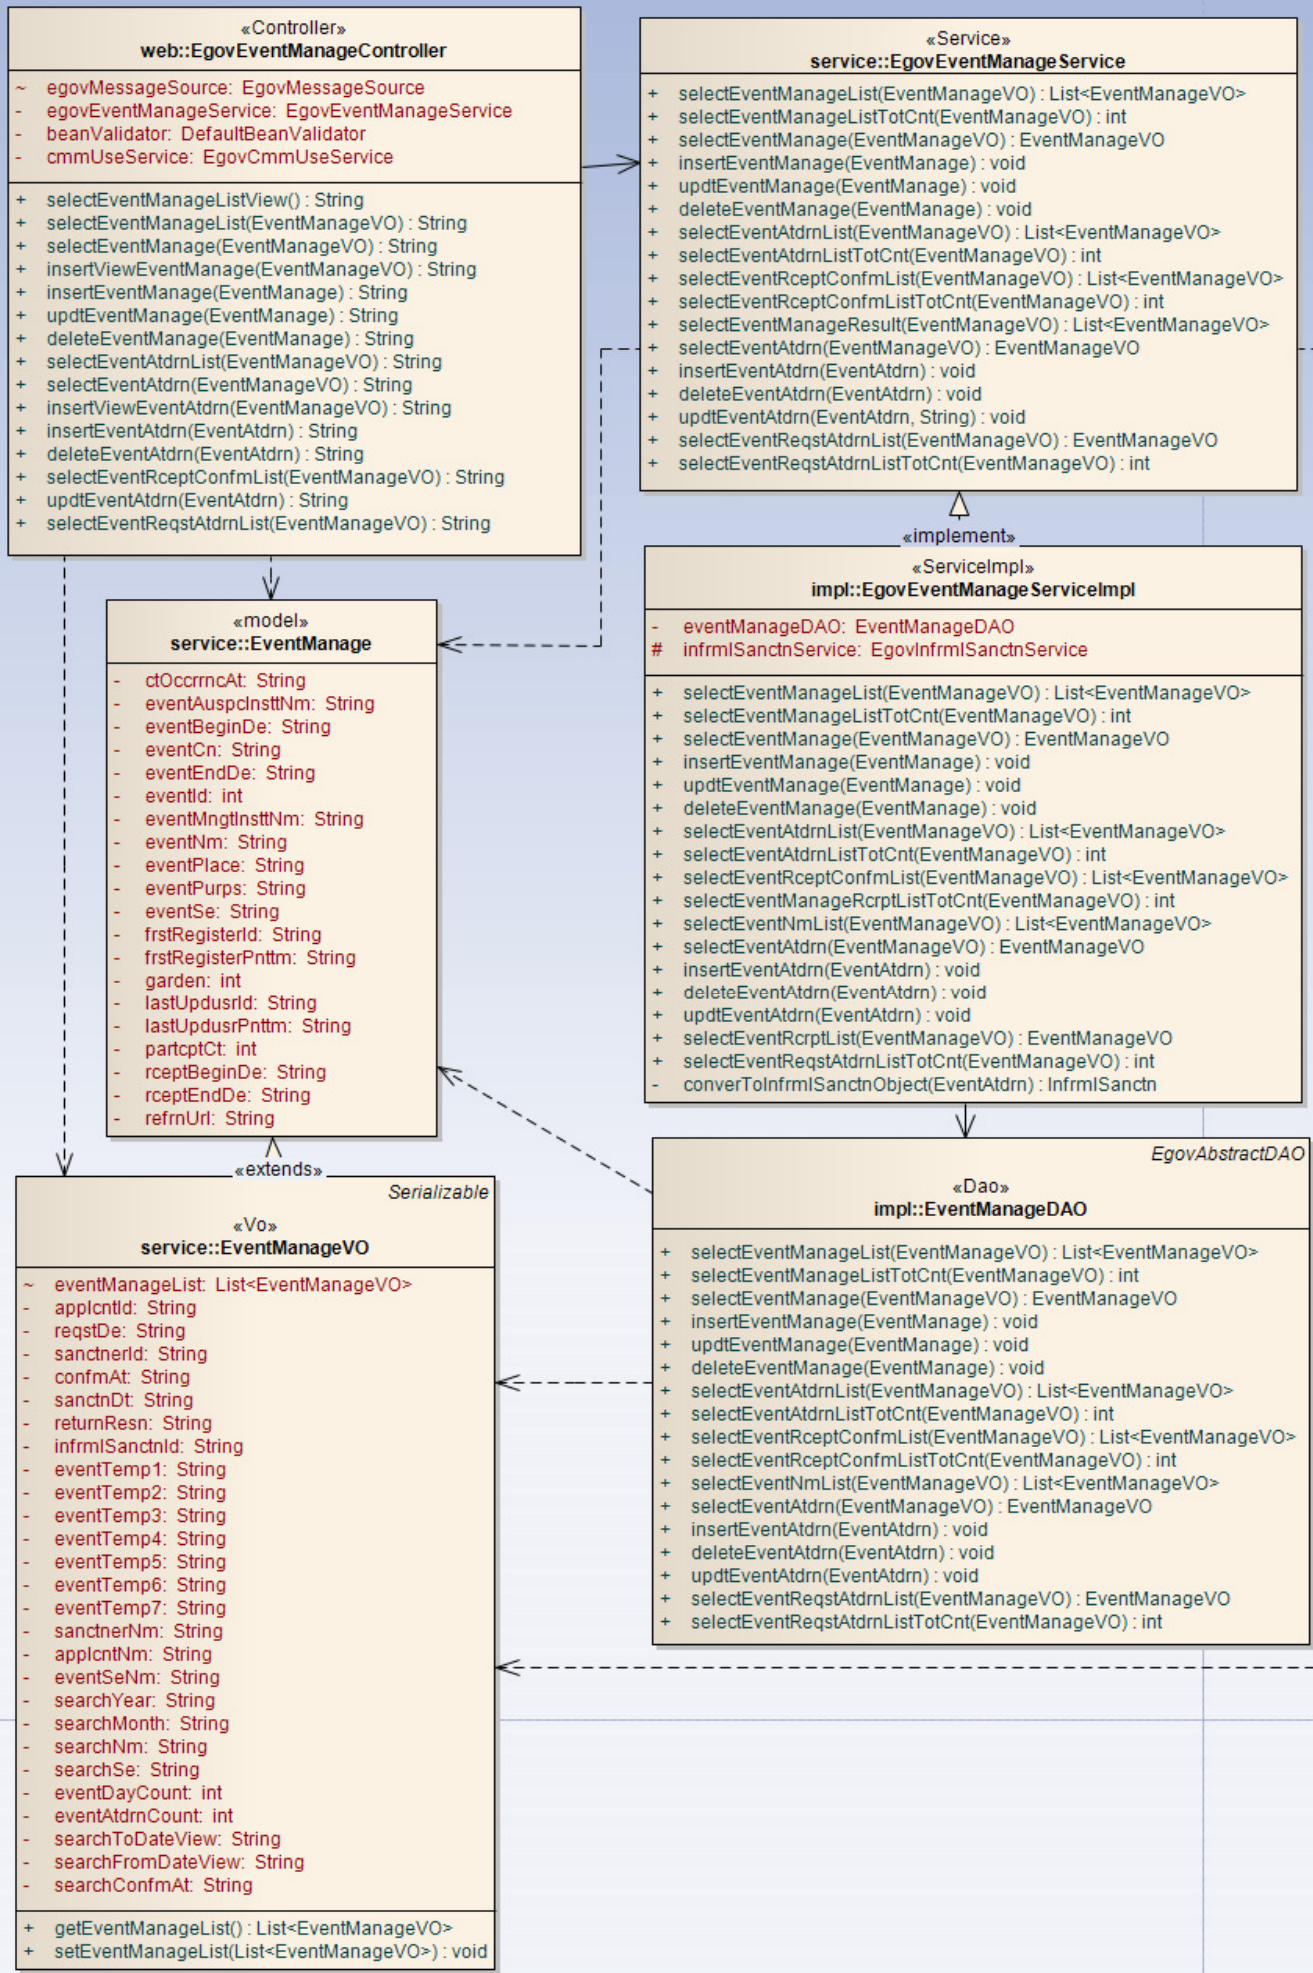 «Controller»
web::EgovEventManageController
~ egovMessageSource: EgovMessageSource
- egovEventManageService: EgovEventManageService
- beanValidator: DefaultBeanValidator
- cmmUseService: EgovCmmUseService
+ selectEventManageListView() : String
+ selectEventManageList(EventManageVO) : String
+ selectEventManage(EventManageVO) : String
+ insertViewEventManage(EventManageVO) : String
+ insertEventManage(EventManage) : String
+ updtEventManage(EventManage) : String
+ deleteEventManage(EventManage) : String
+ selectEventAtdrnList(EventManageVO) : String
+ selectEventAtdrn(EventManageVO) : String
+ insertViewEventAtdrn(EventManageVO) : String
+ insertEventAtdrn(EventAtdrn) : String
+ deleteEventAtdrn(EventAtdrn) : String
+ selectEventRceptConfmList(EventManageVO) : String
+ updtEventAtdrn(EventAtdrn) : String
+ selectEventReqstAtdrnList(EventManageVO) : String
«Service»
service::EgovEventManageService
+ selectEventManageList(EventManageVO) : List<EventManageVO>
+ selectEventManageListTotCnt(EventManageVO) : int
+ selectEventManage(EventManageVO) : EventManageVO
+ insertEventManage(EventManage) : void
+ updtEventManage(EventManage) : void
+ deleteEventManage(EventManage) : void
+ selectEventAtdrnList(EventManageVO) : List<EventManageVO>
+ selectEventAtdrnListTotCnt(EventManageVO) : int
+ selectEventRceptConfmList(EventManageVO) : List<EventManageVO>
+ selectEventRceptConfmListTotCnt(EventManageVO) : int
+ selectEventManageResult(EventManageVO) : List<EventManageVO>
+ selectEventAtdrn(EventManageVO) : EventManageVO
+ insertEventAtdrn(EventAtdrn) : void
+ deleteEventAtdrn(EventAtdrn) : void
+ updtEventAtdrn(EventAtdrn, String) : void
+ selectEventReqstAtdrnList(EventManageVO) : EventManageVO
+ selectEventReqstAtdrnListTotCnt(EventManageVO) : int
«implement»
«ServiceImpl»
impl::EgovEventManageServiceImpl
- eventManageDAO: EventManageDAO
# infrmlSanctnService: EgovInfrmlSanctnService
+ selectEventManageList(EventManageVO) : List<EventManageVO>
+ selectEventManageListTotCnt(EventManageVO) : int
+ selectEventManage(EventManageVO) : EventManageVO
+ insertEventManage(EventManage) : void
+ updtEventManage(EventManage) : void
+ deleteEventManage(EventManage) : void
+ selectEventAtdrnList(EventManageVO) : List<EventManageVO>
+ selectEventAtdrnListTotCnt(EventManageVO) : int
+ selectEventRceptConfmList(EventManageVO) : List<EventManageVO>
+ selectEventManageRcrptListTotCnt(EventManageVO) : int
+ selectEventNmList(EventManageVO) : List<EventManageVO>
+ selectEventAtdrn(EventManageVO) : EventManageVO
+ insertEventAtdrn(EventAtdrn) : void
+ deleteEventAtdrn(EventAtdrn) : void
+ updtEventAtdrn(EventAtdrn) : void
+ selectEventRcrptList(EventManageVO) : EventManageVO
+ selectEventReqstAtdrnListTotCnt(EventManageVO) : int
- converToInfrmlSanctnObject(EventAtdrn) : InfrmlSanctn
«model»
service::EventManage
- ctOccrrncAt: String
- eventAuspcInsttNm: String
- eventBeginDe: String
- eventCn: String
- eventEndDe: String
- eventId: int
- eventMngtInsttNm: String
- eventNm: String
- eventPlace: String
- eventPurps: String
- eventSe: String
- frstRegisterId: String
- frstRegisterPnttm: String
- garden: int
- lastUpdusrId: String
- lastUpdusrPnttm: String
- partcptCt: int
- rceptBeginDe: String
- rceptEndDe: String
- refrnUrl: String
«extends»
Serializable
«Vo»
service::EventManageVO
~ eventManageList: List<EventManageVO>
- applcntId: String
- reqstDe: String
- sanctnerId: String
- confmAt: String
- sanctnDt: String
- returnResn: String
- infrmlSanctnId: String
- eventTemp1: String
- eventTemp2: String
- eventTemp3: String
- eventTemp4: String
- eventTemp5: String
- eventTemp6: String
- eventTemp7: String
- sanctnerNm: String
- applcntNm: String
- eventSeNm: String
- searchYear: String
- searchMonth: String
- searchNm: String
- searchSe: String
- eventDayCount: int
- eventAtdrnCount: int
- searchToDateView: String
- searchFromDateView: String
- searchConfmAt: String
+ getEventManageList() : List<EventManageVO>
+ setEventManageList(List<EventManageVO>) : void
EgovAbstractDAO
«Dao»
impl::EventManageDAO
+ selectEventManageList(EventManageVO) : List<EventManageVO>
+ selectEventManageListTotCnt(EventManageVO) : int
+ selectEventManage(EventManageVO) : EventManageVO
+ insertEventManage(EventManage) : void
+ updtEventManage(EventManage) : void
+ deleteEventManage(EventManage) : void
+ selectEventAtdrnList(EventManageVO) : List<EventManageVO>
+ selectEventAtdrnListTotCnt(EventManageVO) : int
+ selectEventRceptConfmList(EventManageVO) : List<EventManageVO>
+ selectEventRceptConfmListTotCnt(EventManageVO) : int
+ selectEventNmList(EventManageVO) : List<EventManageVO>
+ selectEventAtdrn(EventManageVO) : EventManageVO
+ insertEventAtdrn(EventAtdrn) : void
+ deleteEventAtdrn(EventAtdrn) : void
+ updtEventAtdrn(EventAtdrn) : void
+ selectEventReqstAtdrnList(EventManageVO) : EventManageVO
+ selectEventReqstAtdrnListTotCnt(EventManageVO) : int